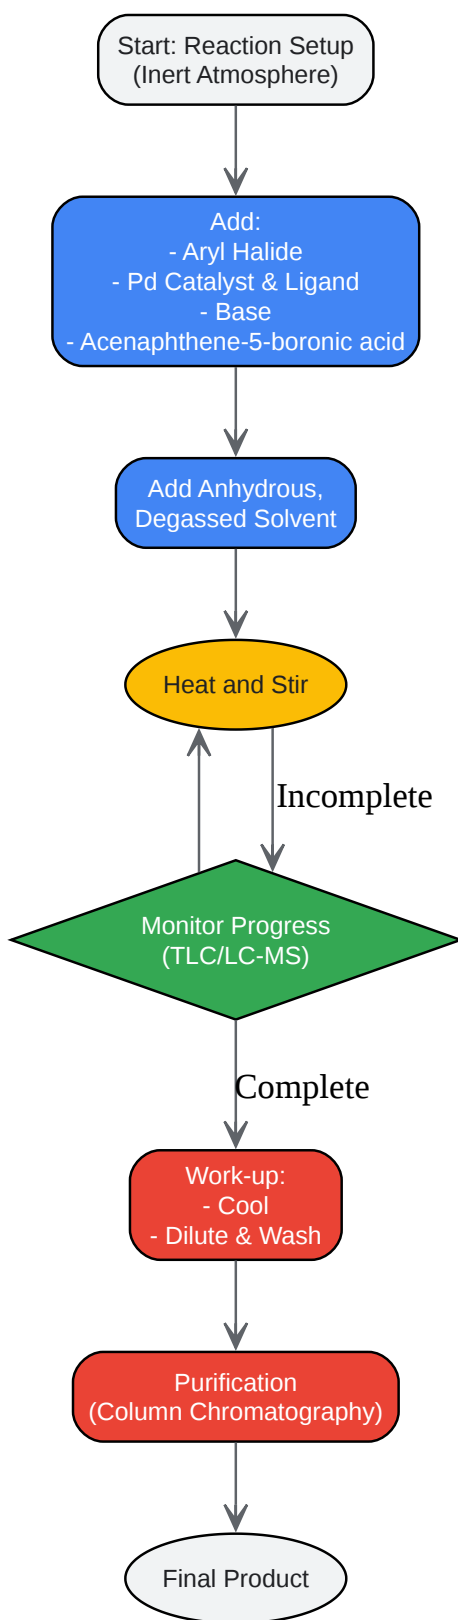 Start: Reaction Setup
(Inert Atmosphere)
Add:
- Aryl Halide
- Pd Catalyst & Ligand
- Base
- Acenaphthene-5-boronic acid
Add Anhydrous,
Degassed Solvent
Heat and Stir
Incomplete
Monitor Progress
(TLC/LC-MS)
Complete
Work-up:
- Cool
- Dilute & Wash
Purification
(Column Chromatography)
Final Product